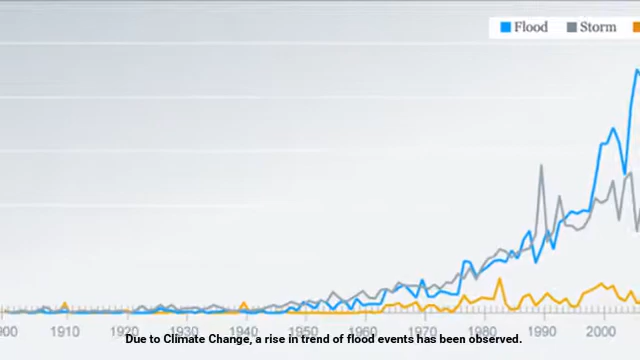 Flood Storm
900 1910 1920 1930 1940 1950 1960 1970 1980 1990 2000
Due to Climate Change, a rise in trend of flood events has been observed.